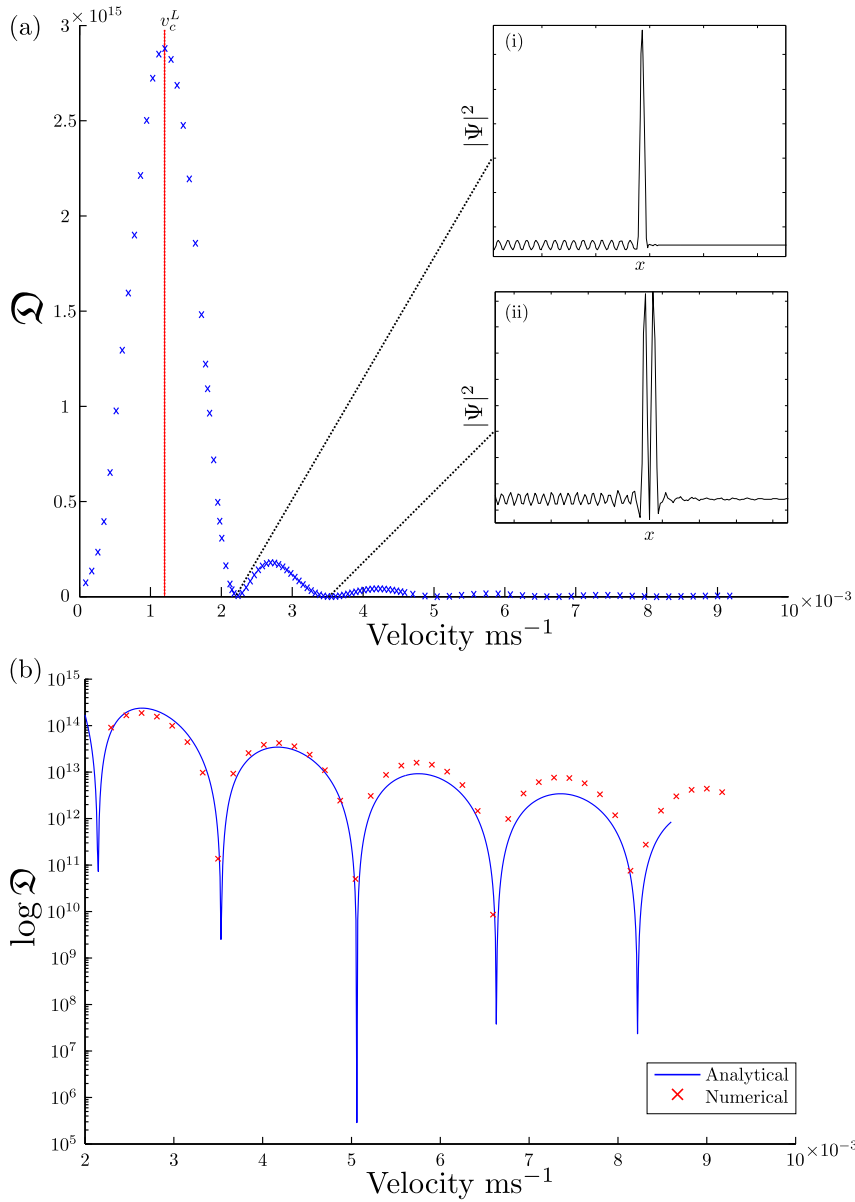 (a)
3 × 10^15
v_c^L
2.5
2
1.5
1
0.5
0
𝔇
0 1 2 3 4 5 6 7 8 9 10 ×10^−3
Velocity ms^−1
(i)
|Ψ|^2
x
(ii)
|Ψ|^2
x
(b)
10^15
10^14
10^13
10^12
10^11
10^10
10^9
10^8
10^7
10^6
10^5
log 𝔇
Analytical
Numerical
2 3 4 5 6 7 8 9 10 ×10^−3
Velocity ms^−1